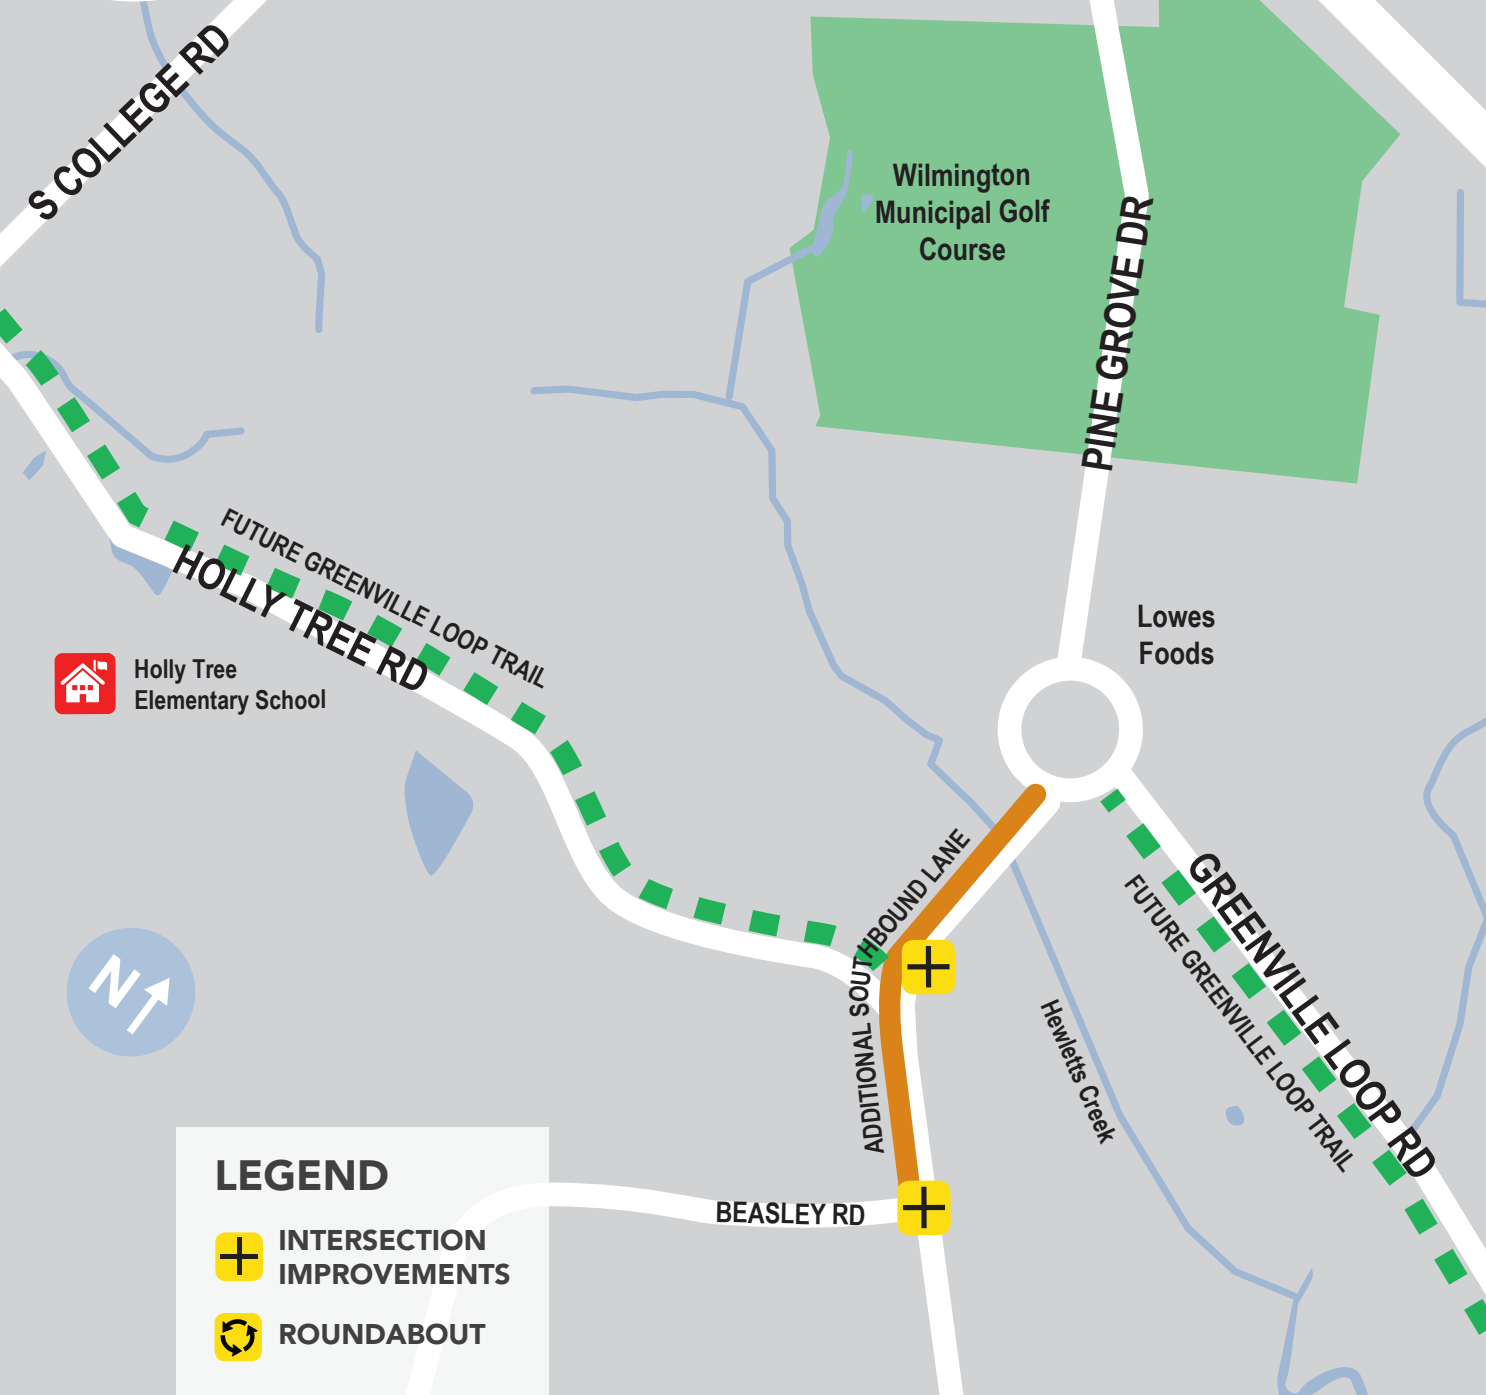 S COLLEGE RD
Wilmington
Municipal Golf
Course
PINE GROVE DR
FUTURE GREENVILLE LOOP TRAIL
HOLLY TREE RD
Lowes
Foods
Holly Tree
Elementary School
ADDITIONAL SOUTHBOUND LANE
GREENVILLE LOOP RD
FUTURE GREENVILLE LOOP TRAIL
N
Hewletts Creek
BEASLEY RD
LEGEND
INTERSECTION
IMPROVEMENTS
ROUNDABOUT